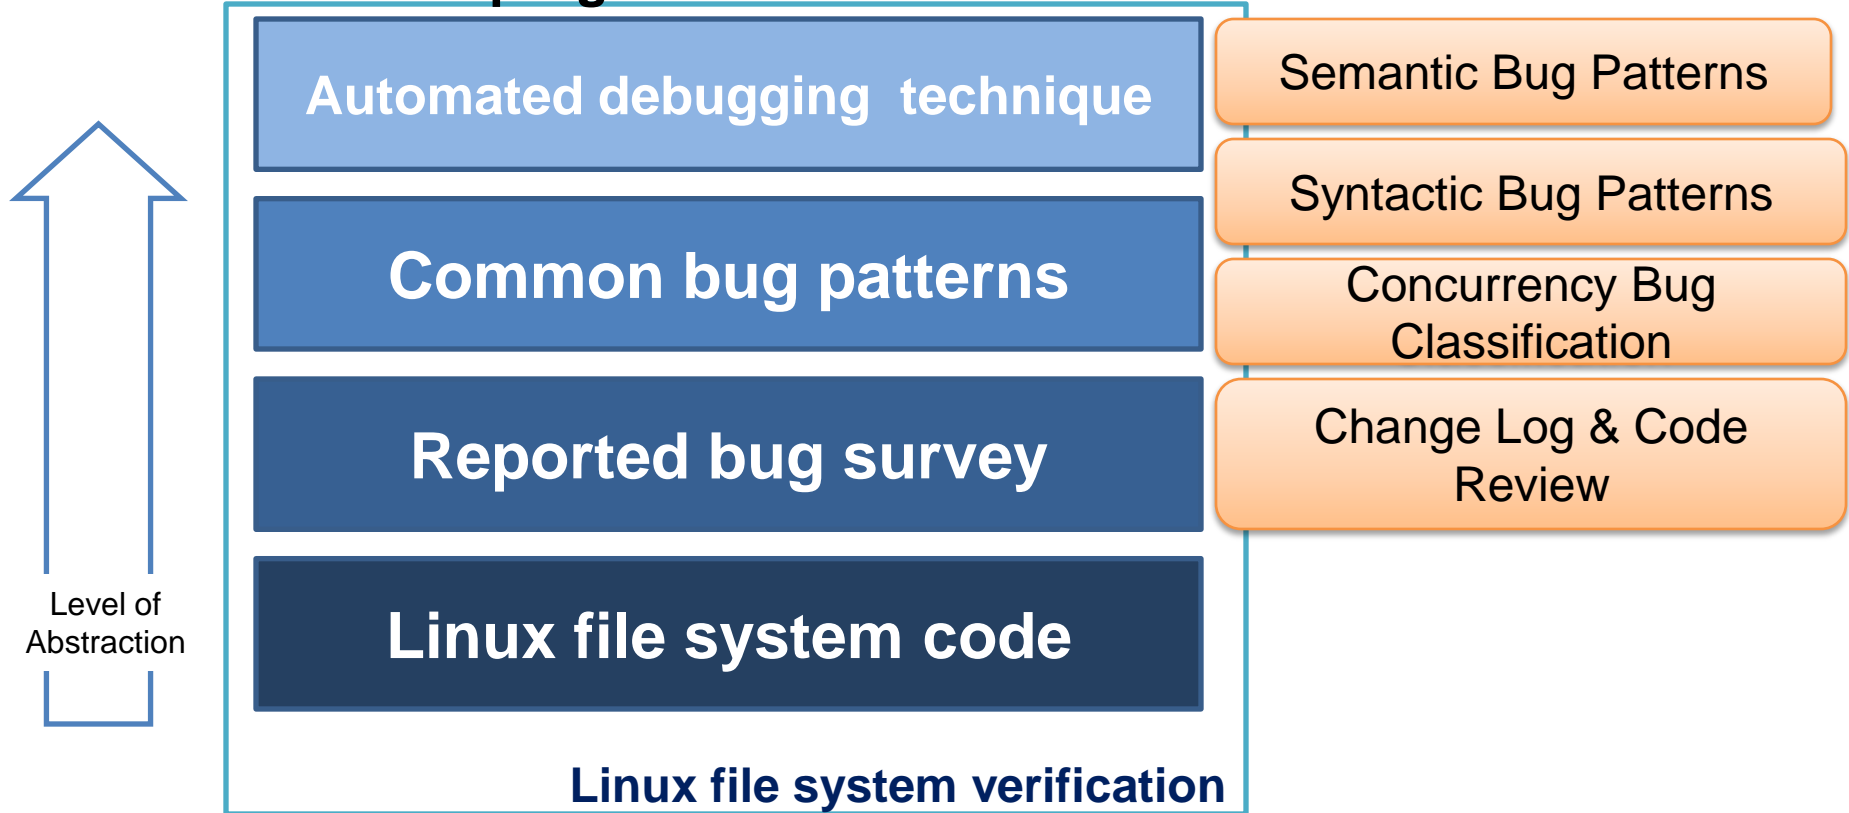 Automated debugging technique
Semantic Bug Patterns
Syntactic Bug Patterns
Common bug patterns
Concurrency Bug
Classification
Reported bug survey
Change Log & Code
Review
Level of
Abstraction
Linux file system code
Linux file system verification